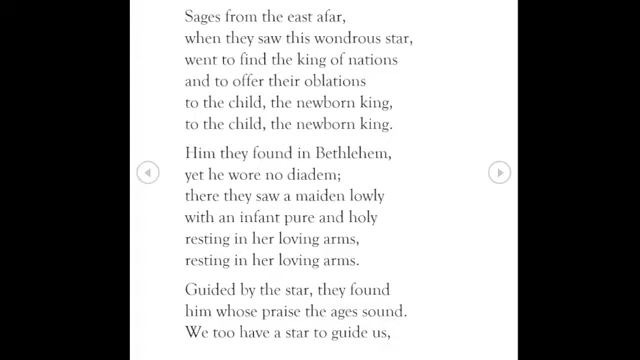 Sages from the east afar,
when they saw this wondrous star,
went to find the king of nations
and to offer their oblations
to the child, the newborn king,
to the child, the newborn king.
Him they found in Bethlehem,
yet he wore no diadem;
there they saw a maiden lowly
with an infant pure and holy
resting in her loving arms,
resting in her loving arms.
Guided by the star, they found
him whose praise the ages sound.
We too have a star to guide us,